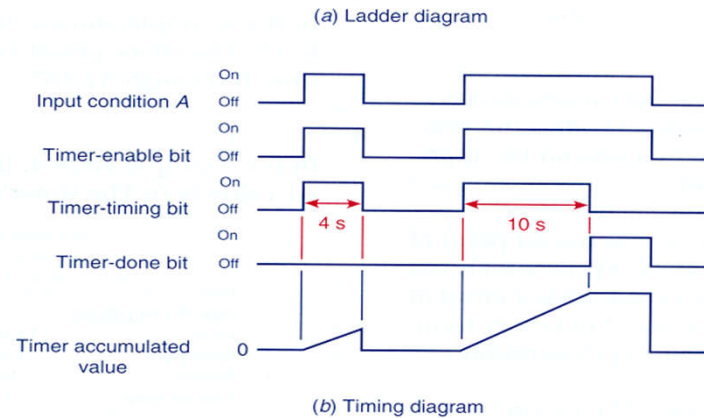 (a) Ladder diagram
On
Input condition A Off
On
Timer-enable bit Off
On
Timer-timing bit Off
4 s 10 s
On
Timer-done bit Off
Timer accumulated
value
0
(b) Timing diagram